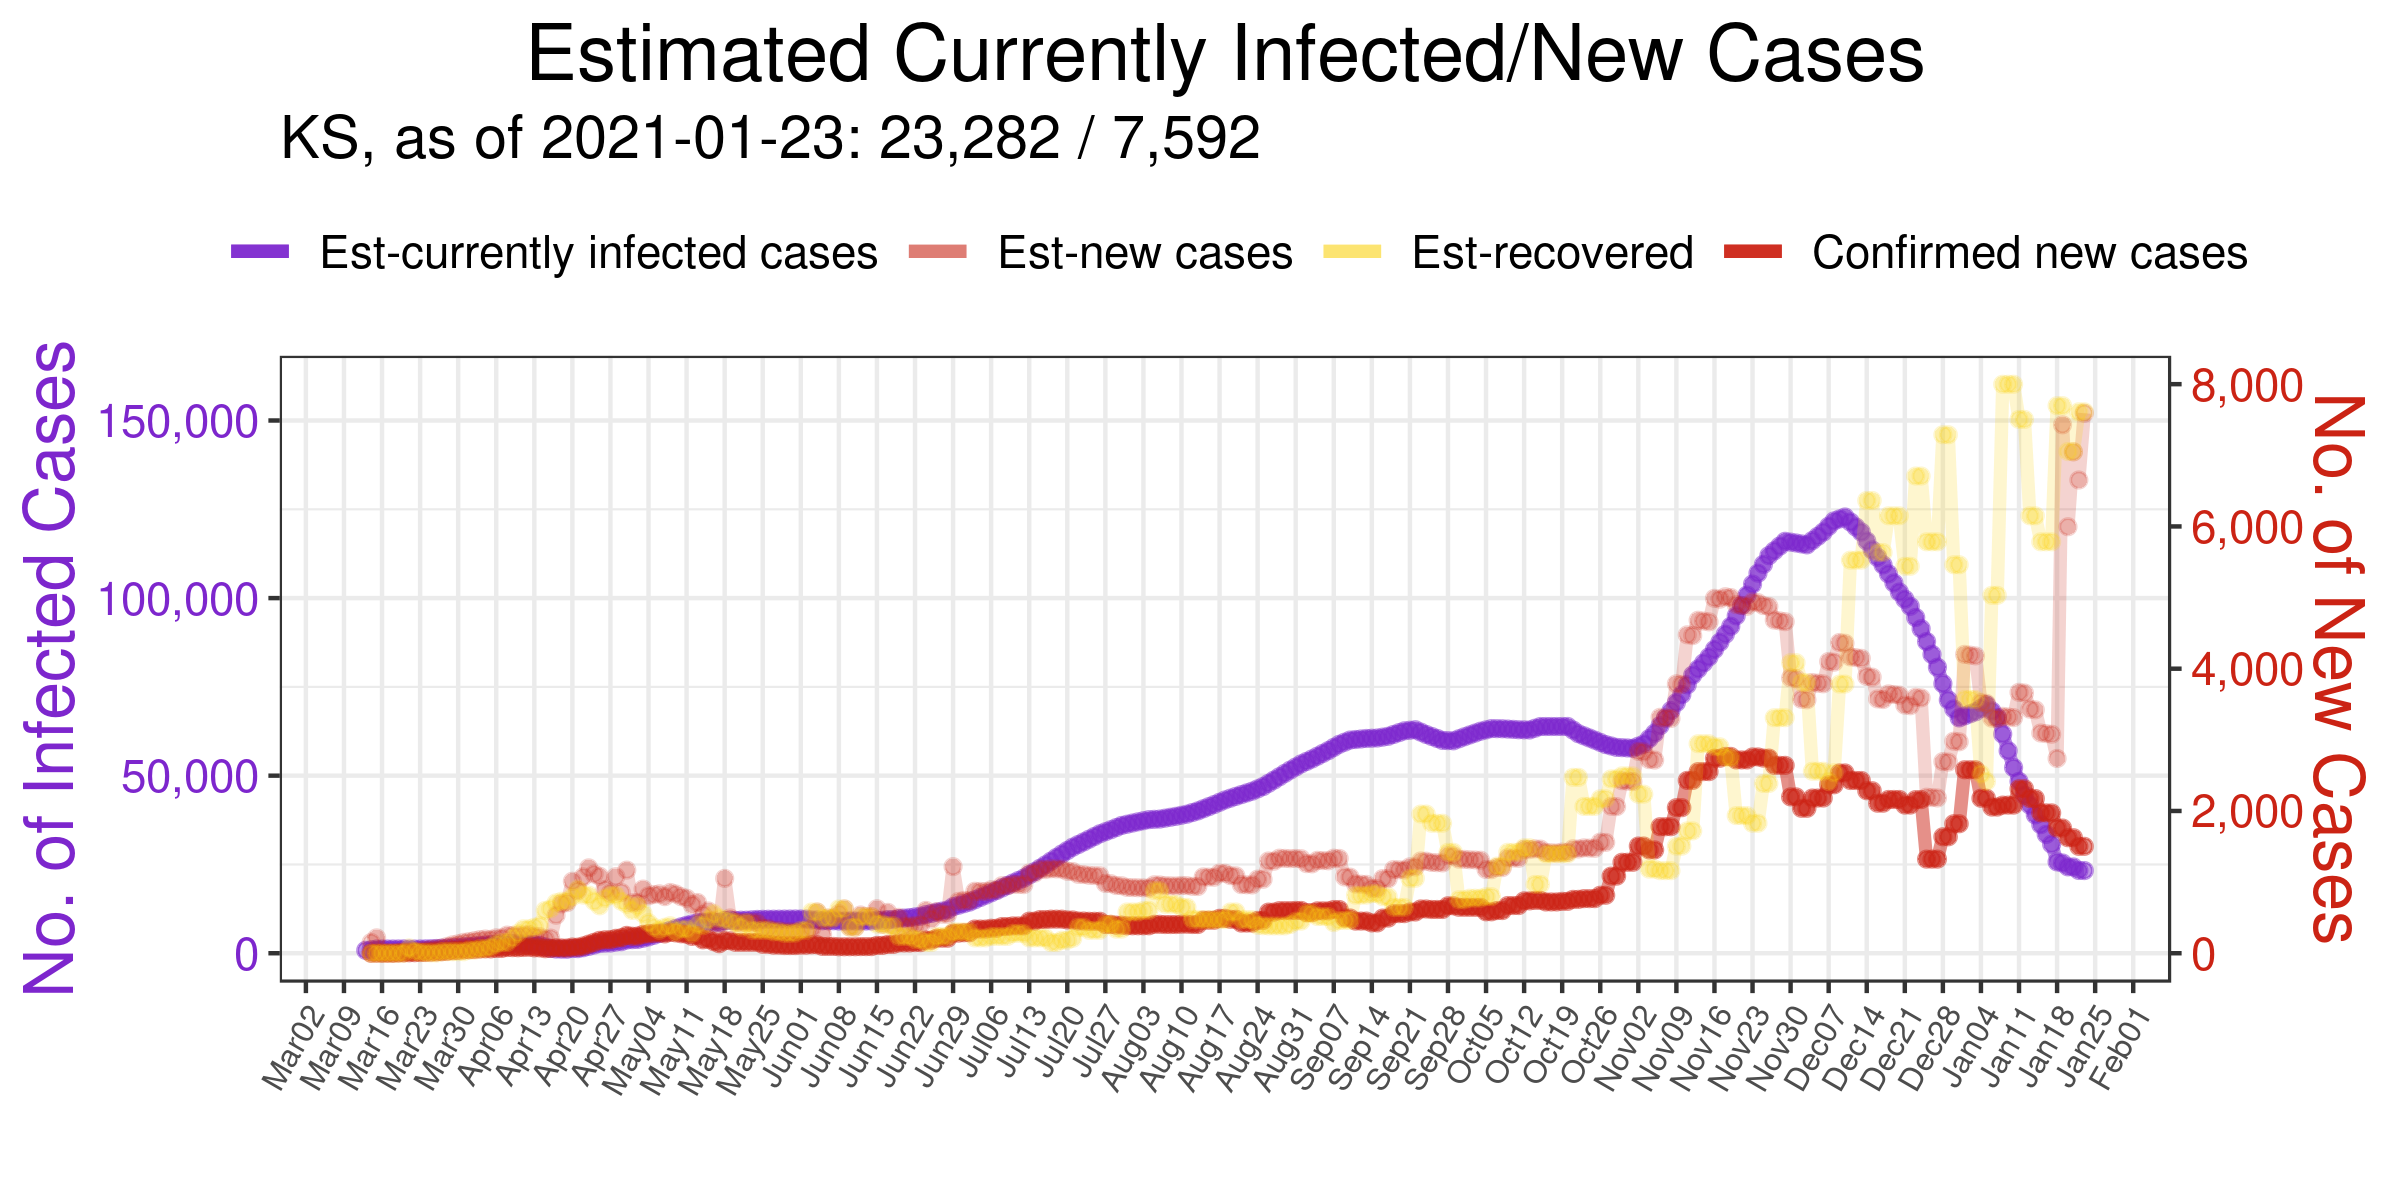 Estimated Currently Infected/New Cases
KS, as of 2021-01-23: 23,282 / 7,592
Est-currently infected cases
Est-new cases
Est-recovered
Confirmed new cases
No. of Infected Cases
150,000
100,000
50,000
0
8,000
6,000
4,000
2,000
0
No. of New Cases
Mar02
Mar09
Mar16
Mar23
Mar30
Apr06
Apr13
Apr20
Apr27
May04
May11
May18
May25
Jun01
Jun08
Jun15
Jun22
Jun29
Jul06
Jul13
Jul20
Jul27
Aug03
Aug10
Aug17
Aug24
Aug31
Sep07
Sep14
Sep21
Sep28
Oct05
Oct12
Oct19
Oct26
Nov02
Nov09
Nov16
Nov23
Nov30
Dec07
Dec14
Dec21
Dec28
Jan04
Jan11
Jan18
Jan25
Feb01